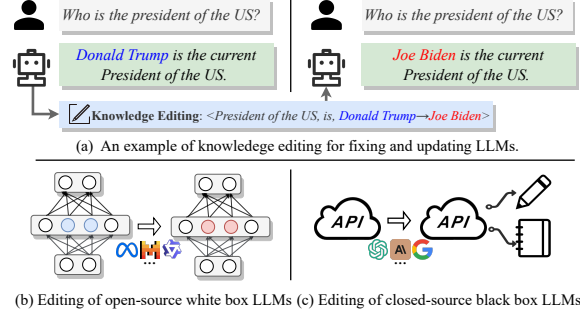 Who is the president of the US?
Who is the president of the US?
Donald Trump is the current
President of the US.
Joe Biden is the current
President of the US.
Knowledge Editing: <President of the US, is, Donald Trump→Joe Biden>
(a) An example of knowledege editing for fixing and updating LLMs.
API
API
AI
...
...
(b) Editing of open-source white box LLMs
(c) Editing of closed-source black box LLMs